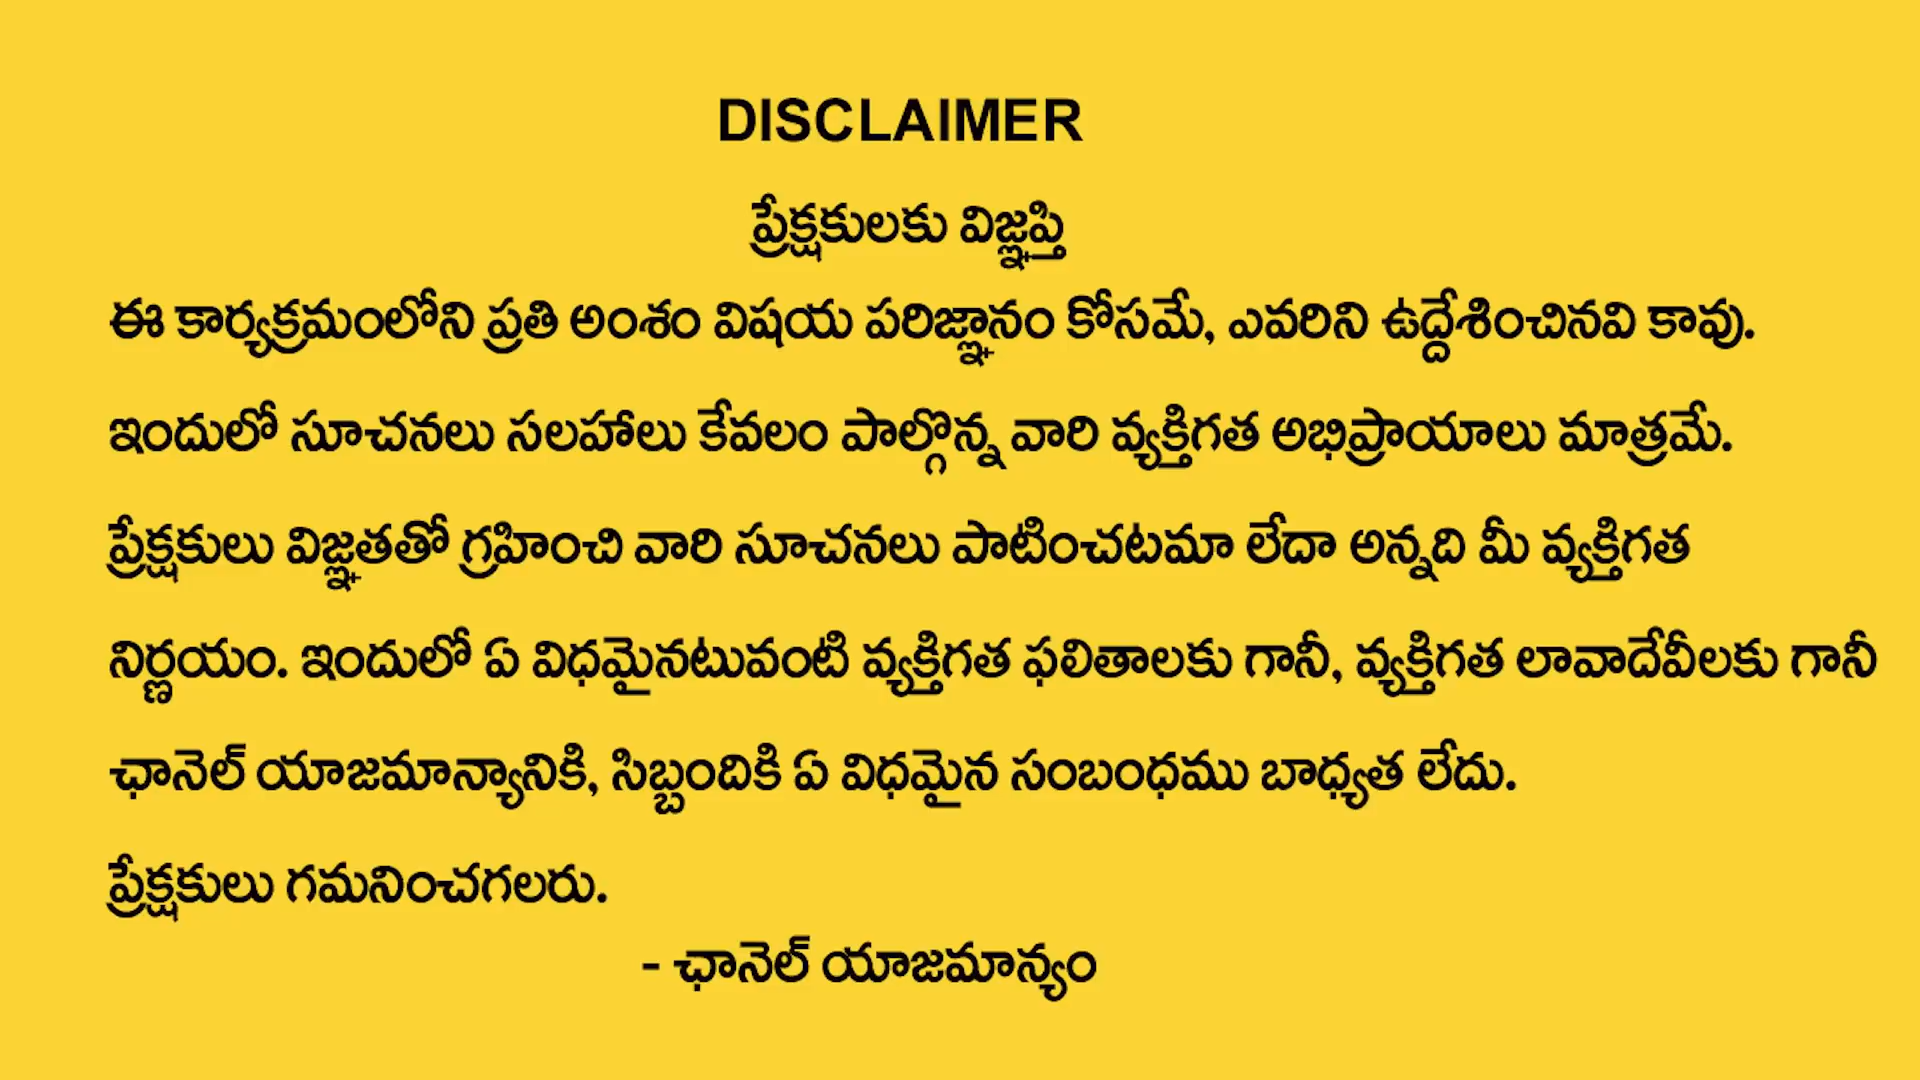 DISCLAIMER
ప్రేక్షకులకు విజ్ఞప్తి
ఈ కార్యక్రమంలోని ప్రతి అంశం విషయ పరిజ్ఞానం కోసమే, ఎవరిని ఉద్దేశించినవి కావు.
ఇందులో సూచనలు సలహాలు కేవలం పాల్గొన్న వారి వ్యక్తిగత అభిప్రాయాలు మాత్రమే.
ప్రేక్షకులు విజ్ఞతతో గ్రహించి వారి సూచనలు పాటించటమా లేదా అన్నది మీ వ్యక్తిగత
నిర్ణయం. ఇందులో ఏ విధమైనటువంటి వ్యక్తిగత ఫలితాలకు గానీ, వ్యక్తిగత లావాదేవీలకు గానీ
ఛానెల్ యాజమాన్యానికి, సిబ్బందికి ఏ విధమైన సంబంధము బాధ్యత లేదు.
ప్రేక్షకులు గమనించగలరు.
- ఛానెల్ యాజమాన్యం